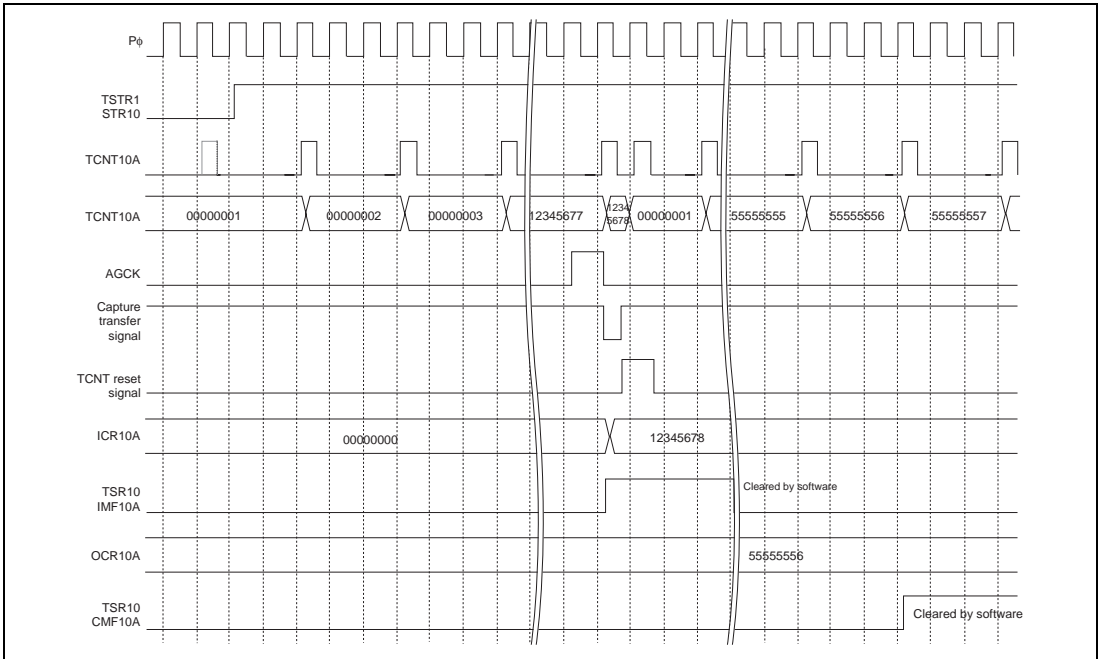 Pφ
TSTR1
STR10
TCNT10A
TCNT10A
00000001
00000002
00000003
12345677
1234
5678
00000001
55555555
55555556
55555557
AGCK
Capture
transfer
signal
TCNT reset
signal
ICR10A
00000000
12345678
TSR10
IMF10A
Cleared by software
OCR10A
55555556
TSR10
CMF10A
Cleared by software